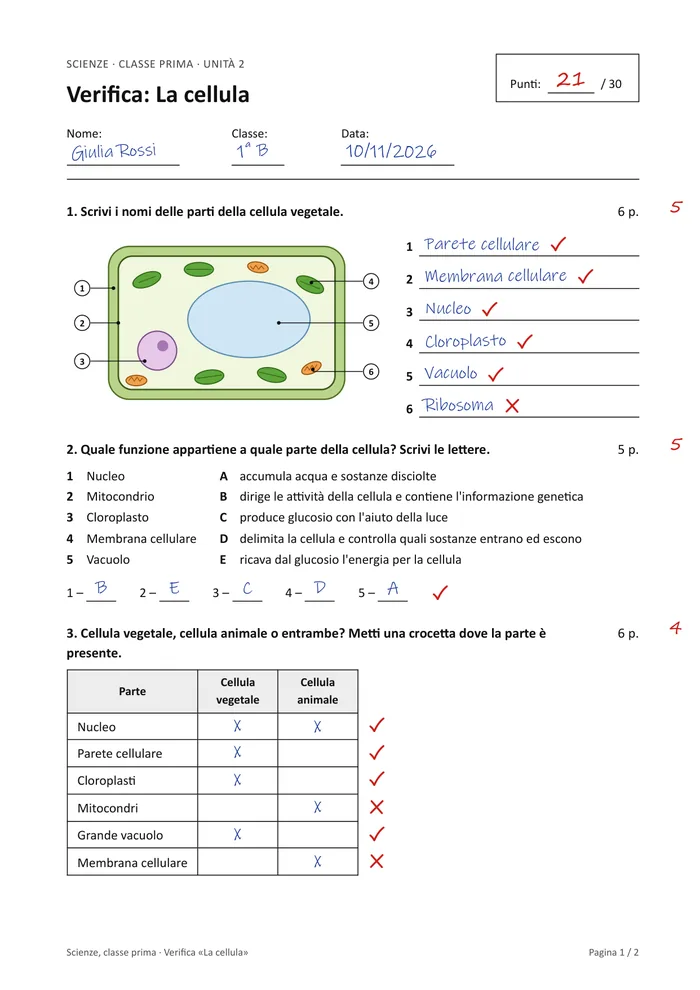 SCIENZE · CLASSE PRIMA · UNITÀ 2
Verifica: La cellula
Punti: 21 / 30
Nome: Classe: Data:
Giulia Rossi 1ª B 10/11/2026
1. Scrivi i nomi delle parti della cellula vegetale. 6 p. 5
1 Parete cellulare ✓
2 Membrana cellulare ✓
3 Nucleo ✓
4 Cloroplasto ✓
5 Vacuolo ✓
6 Ribosoma ✗
1
2
3
4
5
6
2. Quale funzione appartiene a quale parte della cellula? Scrivi le lettere. 5 p. 5
1 Nucleo A accumula acqua e sostanze disciolte
2 Mitocondrio B dirige le attività della cellula e contiene l'informazione genetica
3 Cloroplasto C produce glucosio con l'aiuto della luce
4 Membrana cellulare D delimita la cellula e controlla quali sostanze entrano ed escono
5 Vacuolo E ricava dal glucosio l'energia per la cellula
1 – B 2 – E 3 – C 4 – D 5 – A ✓
3. Cellula vegetale, cellula animale o entrambe? Metti una crocetta dove la parte è 6 p. 4
presente.
Parte Cellula vegetale Cellula animale
Nucleo X X ✓
Parete cellulare X ✓
Cloroplasti X ✓
Mitocondri X ✗
Grande vacuolo X ✓
Membrana cellulare X ✗
Scienze, classe prima · Verifica «La cellula» Pagina 1 / 2